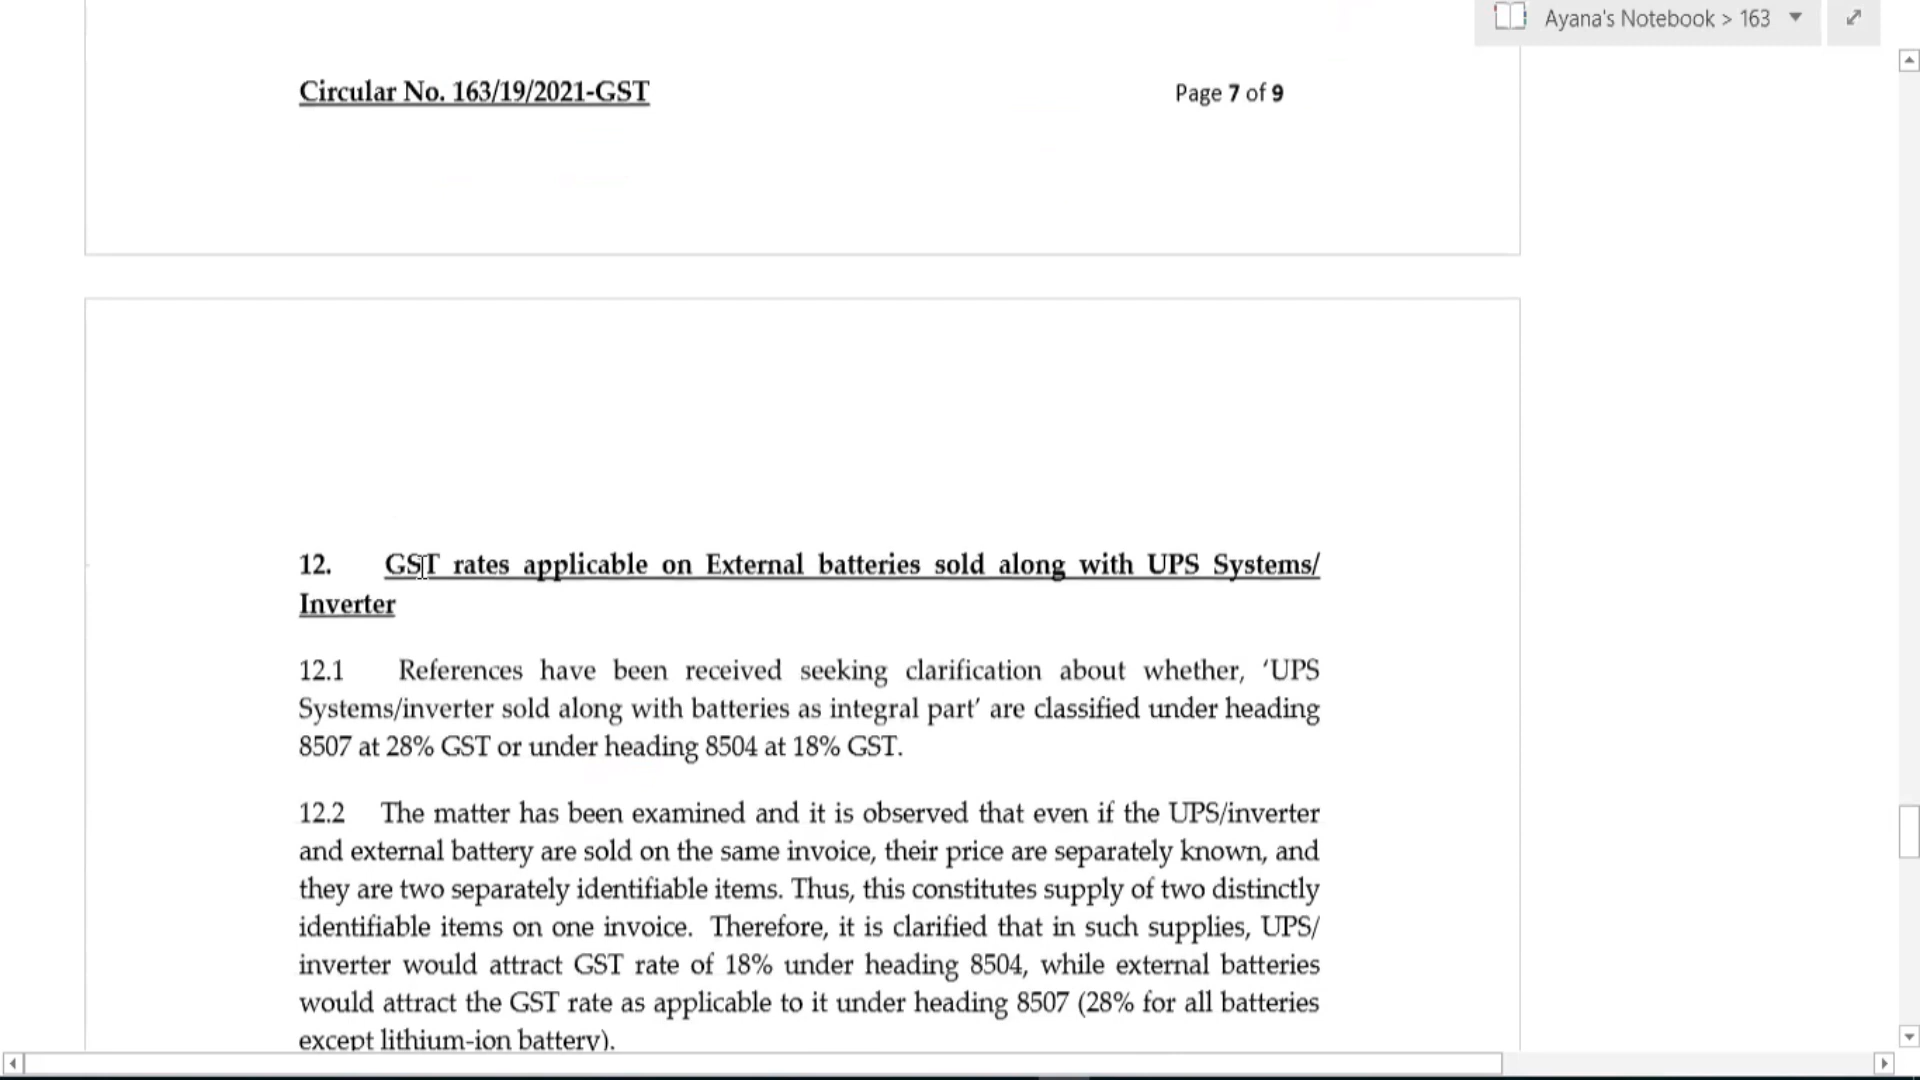 Ayana's Notebook > 163
Circular No. 163/19/2021-GST Page 7 of 9
12. GST rates applicable on External batteries sold along with UPS Systems/
Inverter
12.1 References have been received seeking clarification about whether, ‘UPS
Systems/inverter sold along with batteries as integral part’ are classified under heading
8507 at 28% GST or under heading 8504 at 18% GST.
12.2 The matter has been examined and it is observed that even if the UPS/inverter
and external battery are sold on the same invoice, their price are separately known, and
they are two separately identifiable items. Thus, this constitutes supply of two distinctly
identifiable items on one invoice. Therefore, it is clarified that in such supplies, UPS/
inverter would attract GST rate of 18% under heading 8504, while external batteries
would attract the GST rate as applicable to it under heading 8507 (28% for all batteries
except lithium-ion battery).